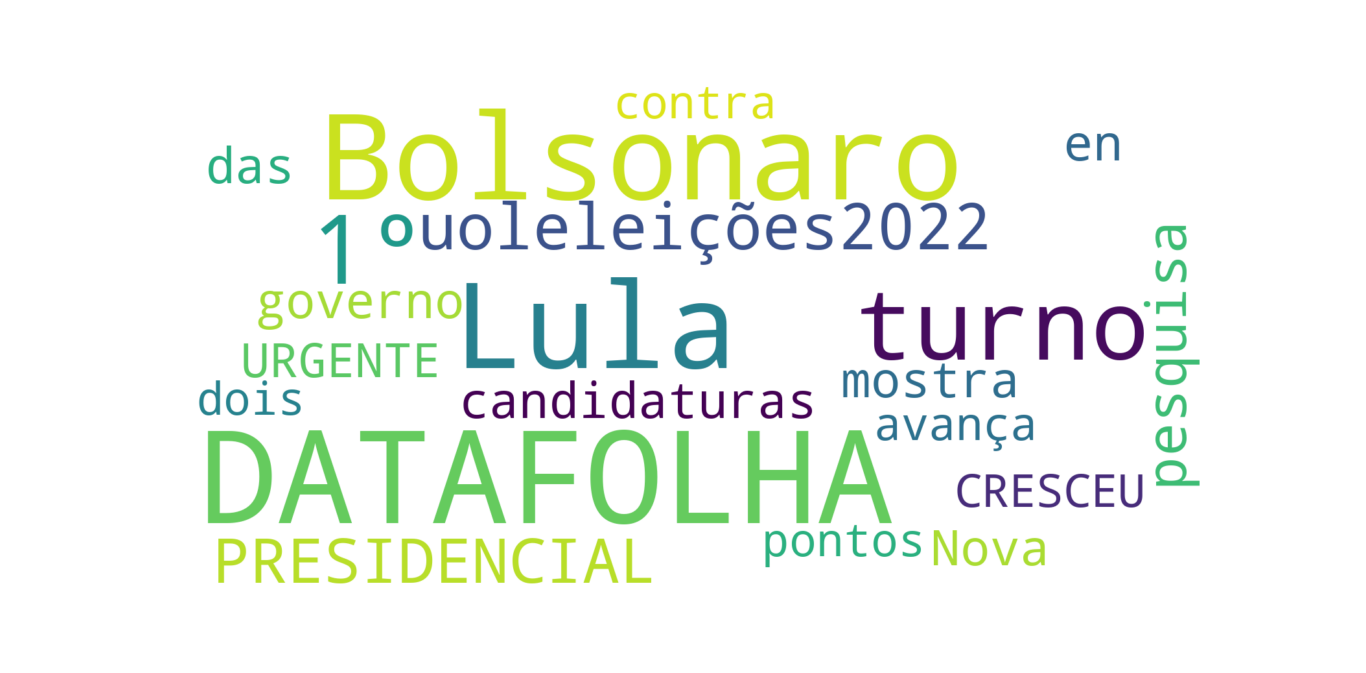 contra
das
Bolsonaro
en
1º
uoleleições2022
pesquisa
governo
Lula
turno
URGENTE
mostra
dois
candidaturas
avança
DATAFOLHA
CRESCEU
PRESIDENCIAL
pontos
Nova